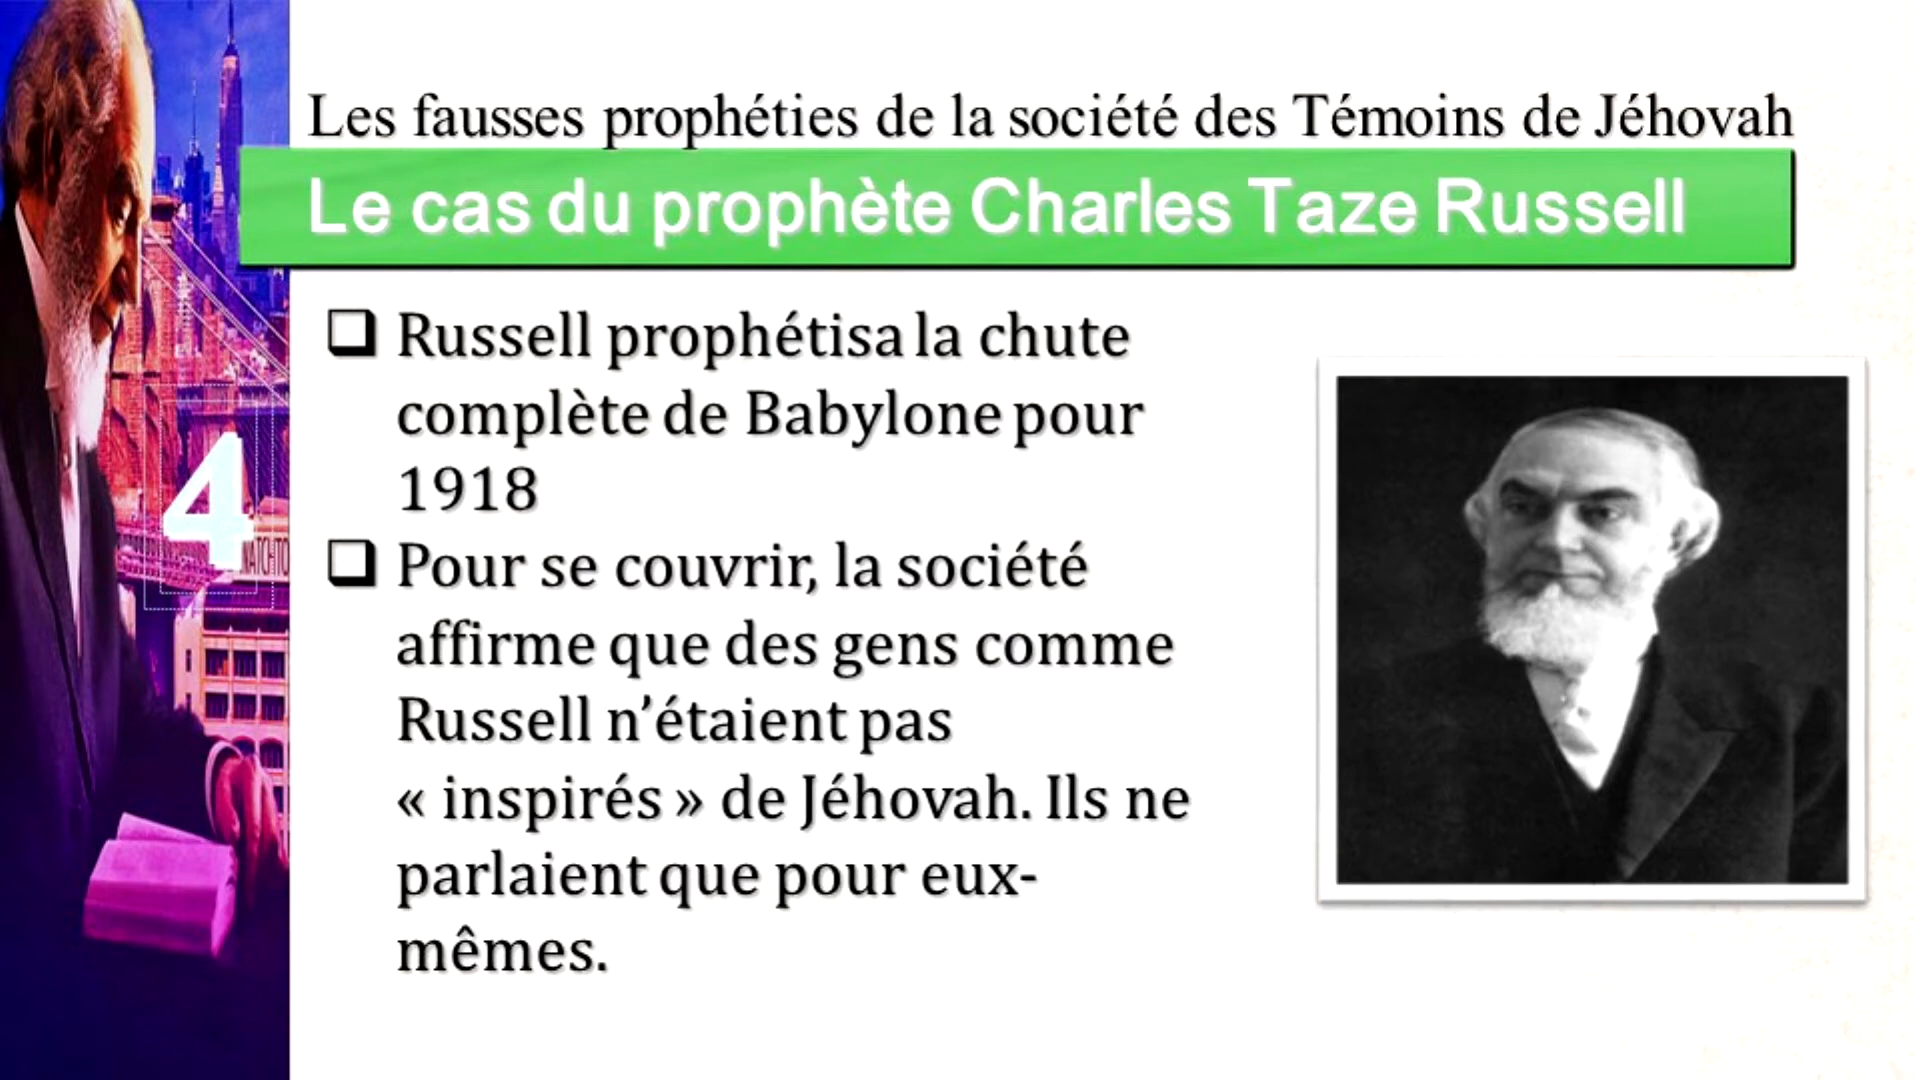 Les fausses prophéties de la société des Témoins de Jéhovah
Le cas du prophète Charles Taze Russell
❑ Russell prophétisa la chute
complète de Babylone pour
1918
❑ Pour se couvrir, la société
affirme que des gens comme
Russell n’étaient pas
« inspirés » de Jéhovah. Ils ne
parlaient que pour eux-
mêmes.
4